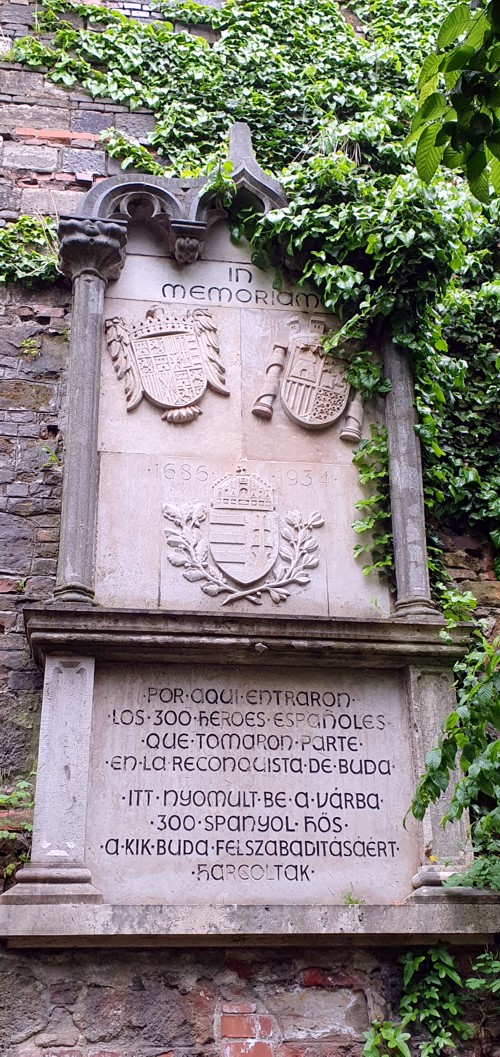 IN
MEMORIAM
·1686· ·1934·
·POR·AQUI·ENTRARON·
·LOS·300·HEROES·ESPAÑOLES·
·QUE·TOMARON·PARTE·
·EN·LA·RECONQUISTA·DE·BUDA·
·ITT·NYOMULT·BE·A·VÁRBA·
·300·SPANYOL·HŐS·
·A·KIK·BUDA·FELSZABADITÁSÁÉRT·
·HARCOLTAK·